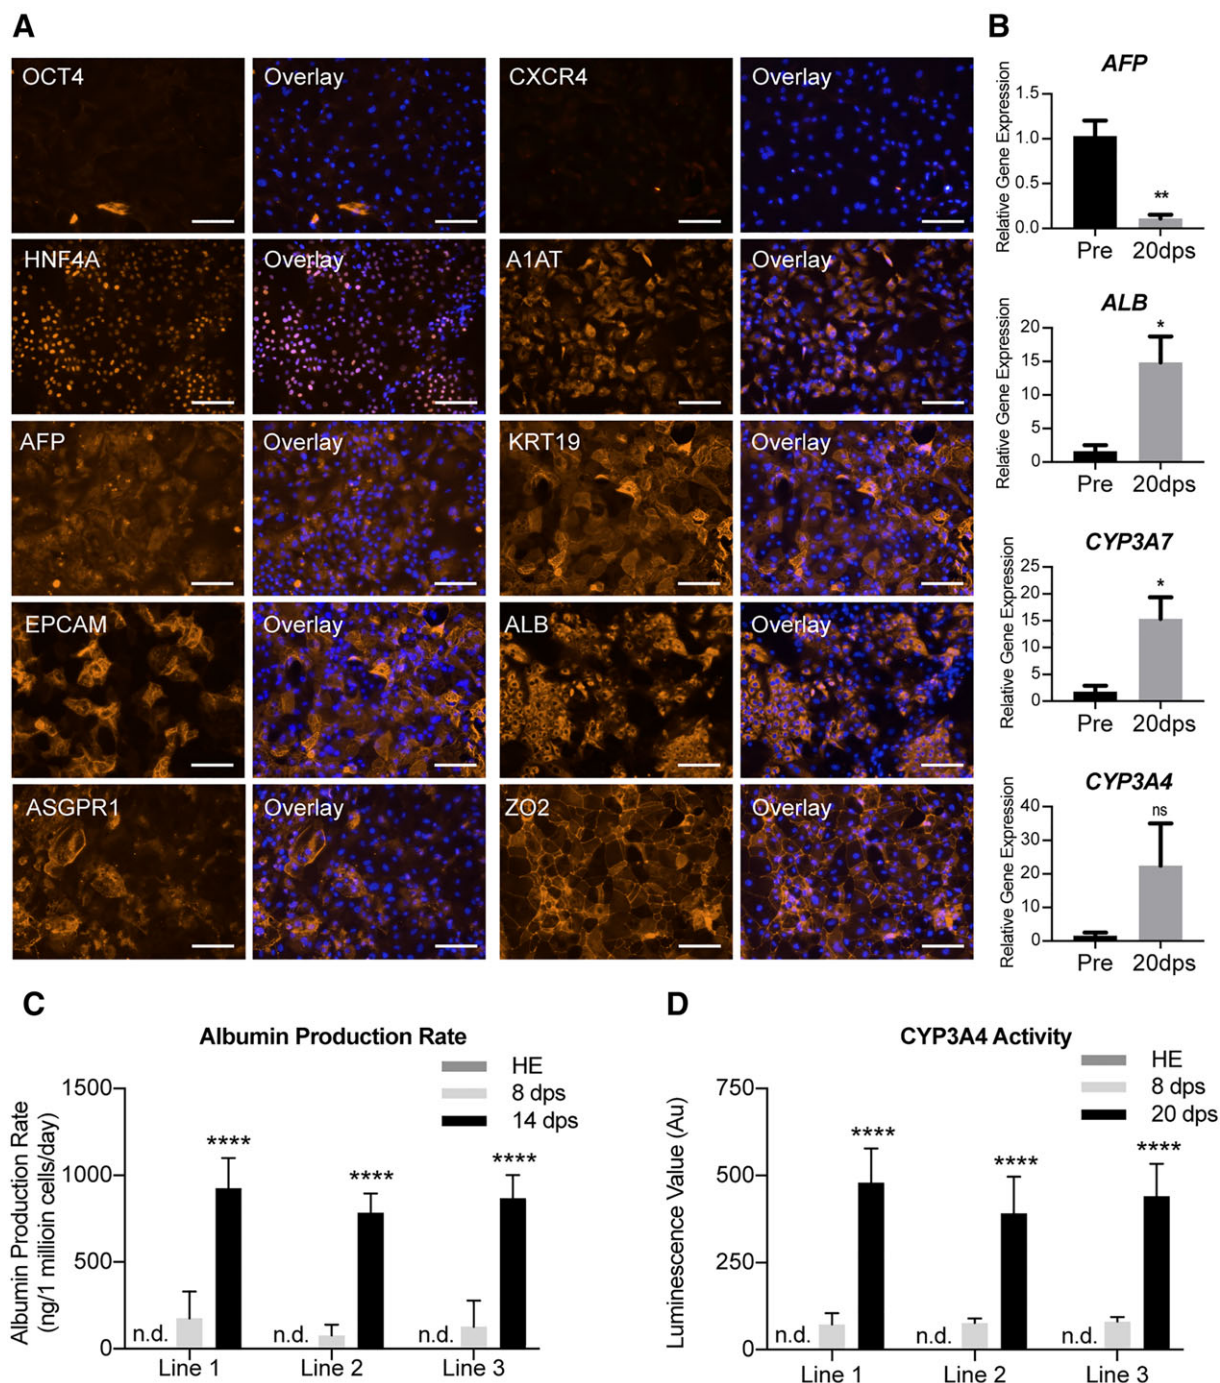 A
OCT4
Overlay
CXCR4
Overlay
HNF4A
Overlay
A1AT
Overlay
AFP
Overlay
KRT19
Overlay
EPCAM
Overlay
ALB
Overlay
ASGPR1
Overlay
ZO2
Overlay
B
AFP
Relative Gene Expression
1.5
1.0
0.5
0.0
**
Pre 20dps
ALB
Relative Gene Expression
20
15
10
5
0
*
Pre 20dps
CYP3A7
Relative Gene Expression
25
20
15
10
5
0
*
Pre 20dps
CYP3A4
Relative Gene Expression
40
30
20
10
0
ns
Pre 20dps
C
Albumin Production Rate
HE
8 dps
14 dps
Albumin Production Rate
(ng/1 millioin cells/day)
1500
1000
500
0
**** **** ****
n.d. n.d. n.d.
Line 1 Line 2 Line 3
D
CYP3A4 Activity
HE
8 dps
20 dps
Luminescence Value (Au)
750
500
250
0
**** **** ****
n.d. n.d. n.d.
Line 1 Line 2 Line 3